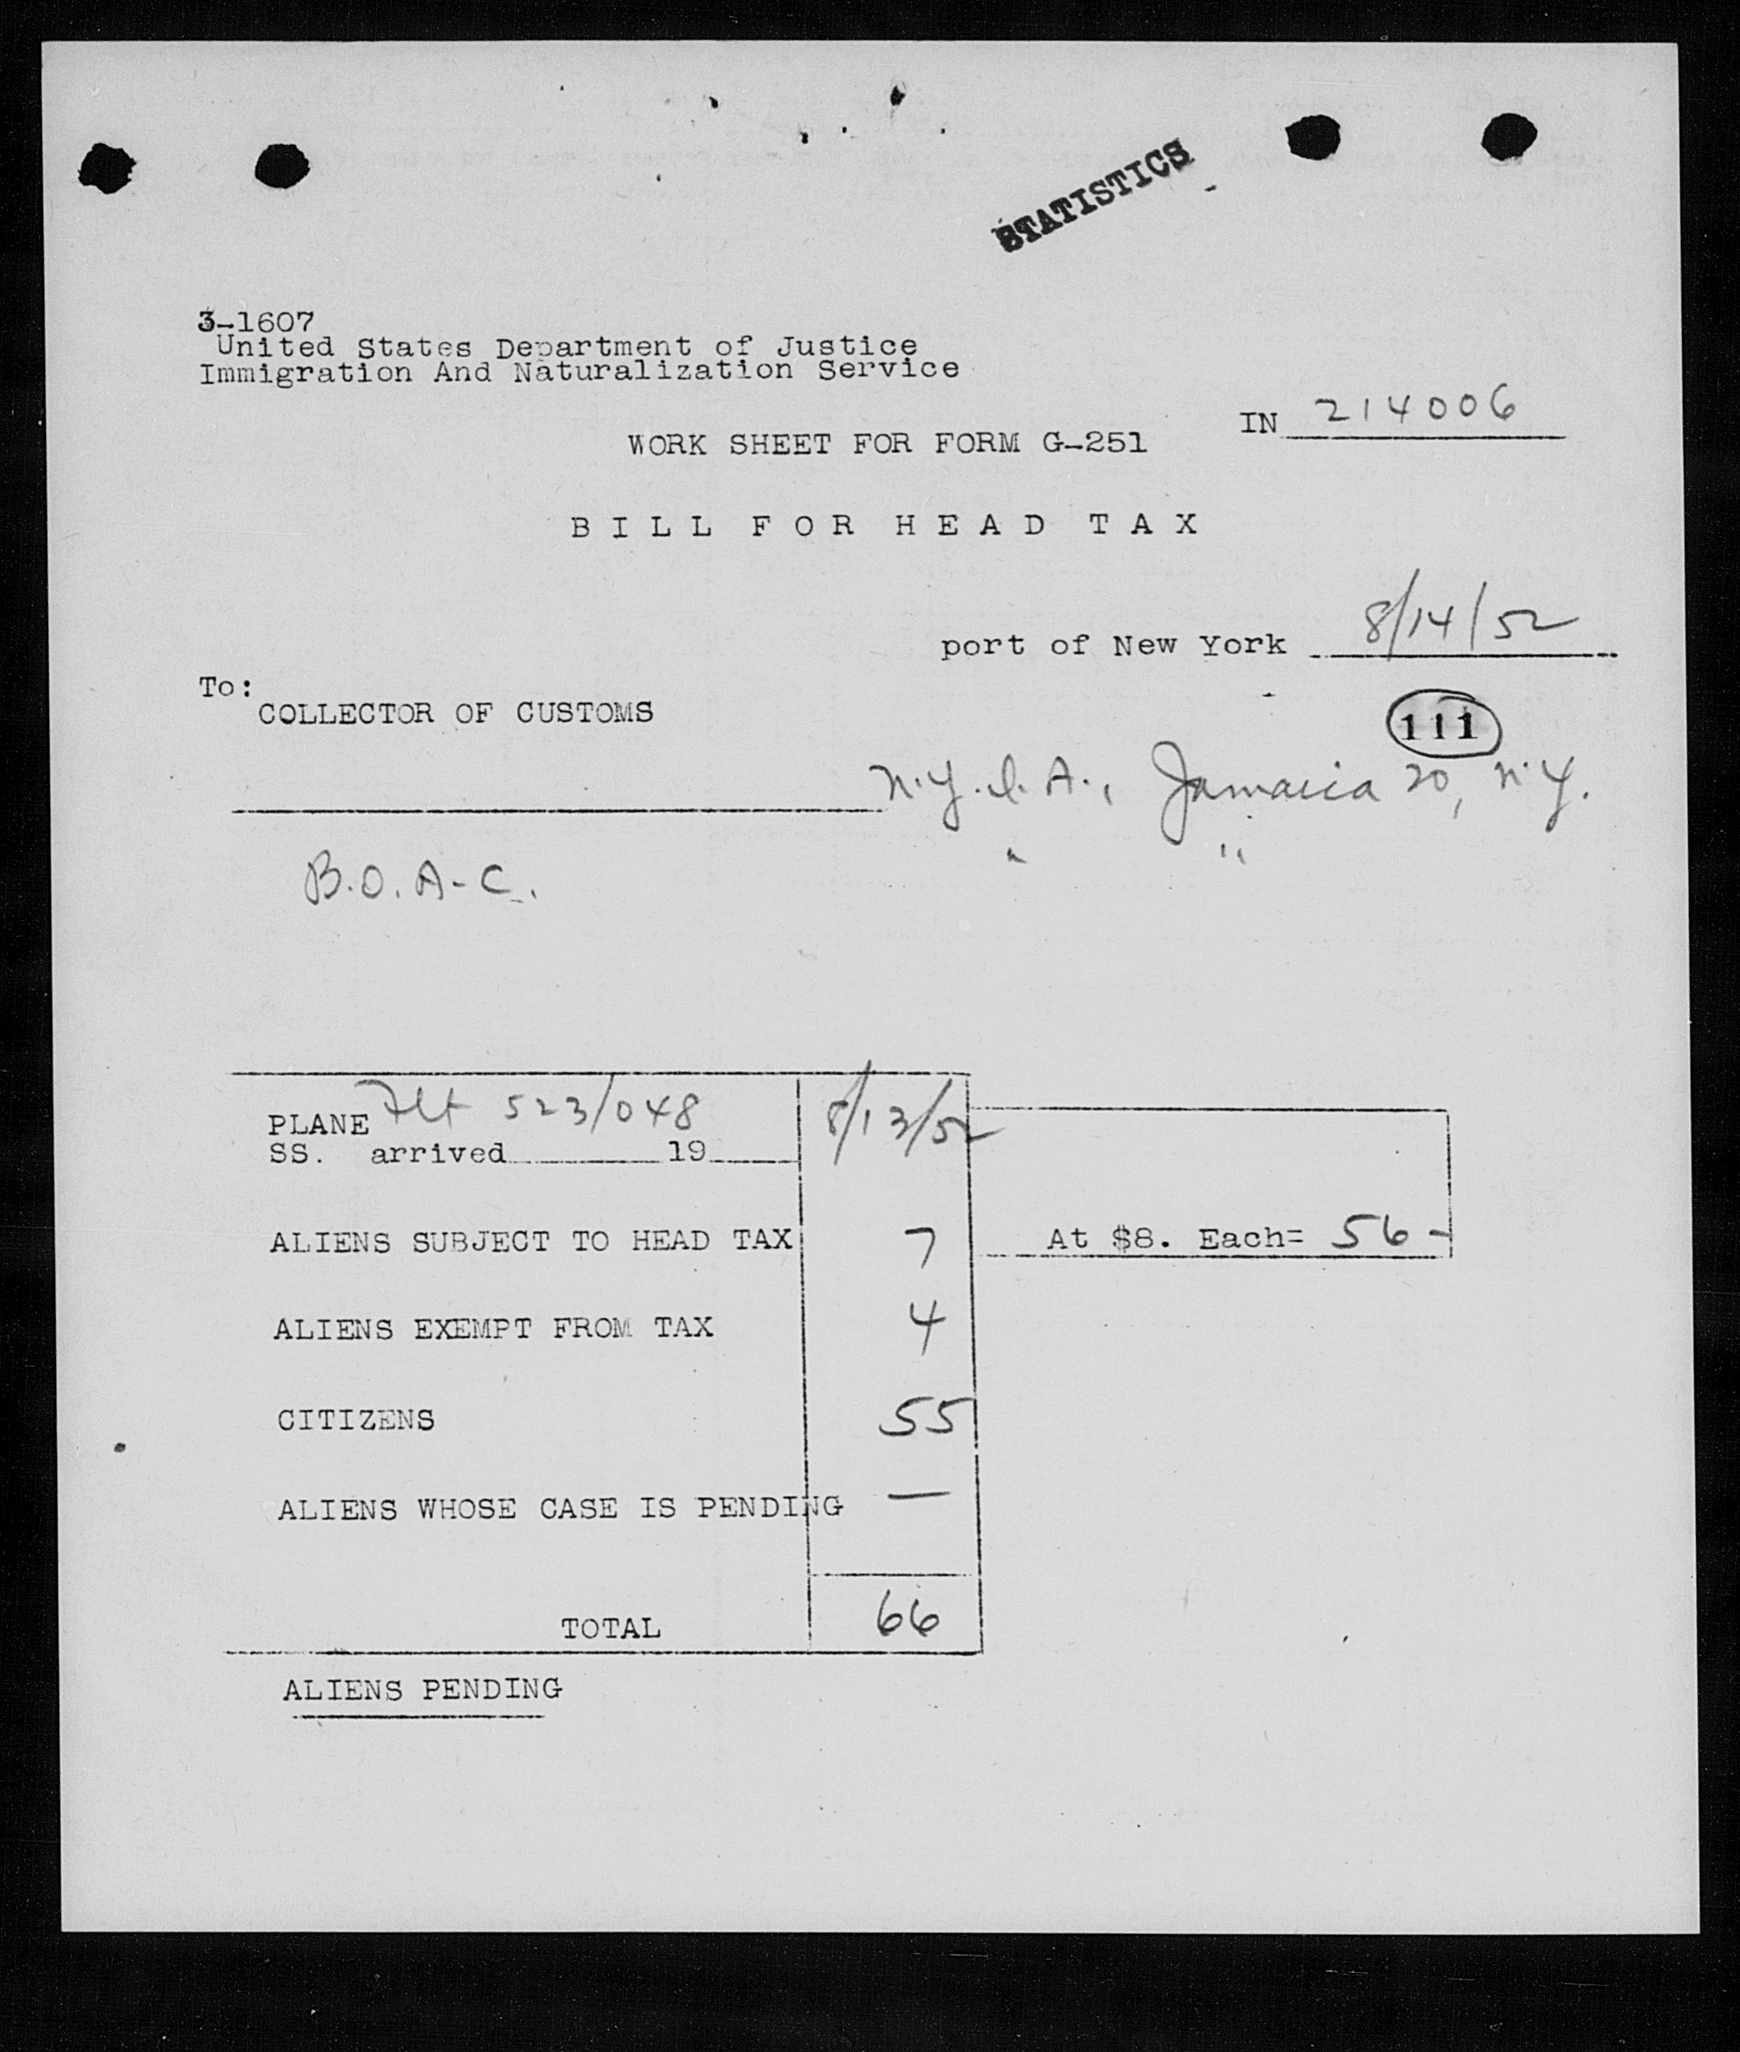 STATISTICS
3-1607
United States Department of Justice
Immigration And Naturalization Service
IN 214006
WORK SHEET FOR FORM G-251
BILL FOR HEAD TAX
port of New York 8/14/52
To:
COLLECTOR OF CUSTOMS
111
N.Y.I.A., Jamaica 20, N.Y.
" "
B.O.A.C.
PLANE Flt 523/048 8/13/52
SS. arrived 19
ALIENS SUBJECT TO HEAD TAX 7 At $8. Each= 56-
ALIENS EXEMPT FROM TAX 4
CITIZENS 55
ALIENS WHOSE CASE IS PENDING —
TOTAL 66
ALIENS PENDING